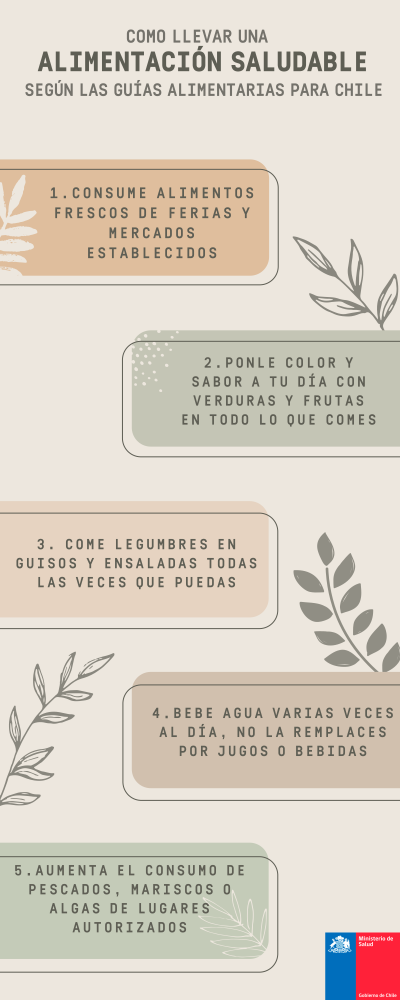 COMO LLEVAR UNA
ALIMENTACIÓN SALUDABLE
SEGÚN LAS GUÍAS ALIMENTARIAS PARA CHILE
1.CONSUME ALIMENTOS
FRESCOS DE FERIAS Y
MERCADOS
ESTABLECIDOS
2.PONLE COLOR Y
SABOR A TU DÍA CON
VERDURAS Y FRUTAS
EN TODO LO QUE COMES
3. COME LEGUMBRES EN
GUISOS Y ENSALADAS TODAS
LAS VECES QUE PUEDAS
4.BEBE AGUA VARIAS VECES
AL DÍA, NO LA REMPLACES
POR JUGOS O BEBIDAS
5.AUMENTA EL CONSUMO DE
PESCADOS, MARISCOS O
ALGAS DE LUGARES
AUTORIZADOS
Ministerio de
Salud
Gobierno de Chile